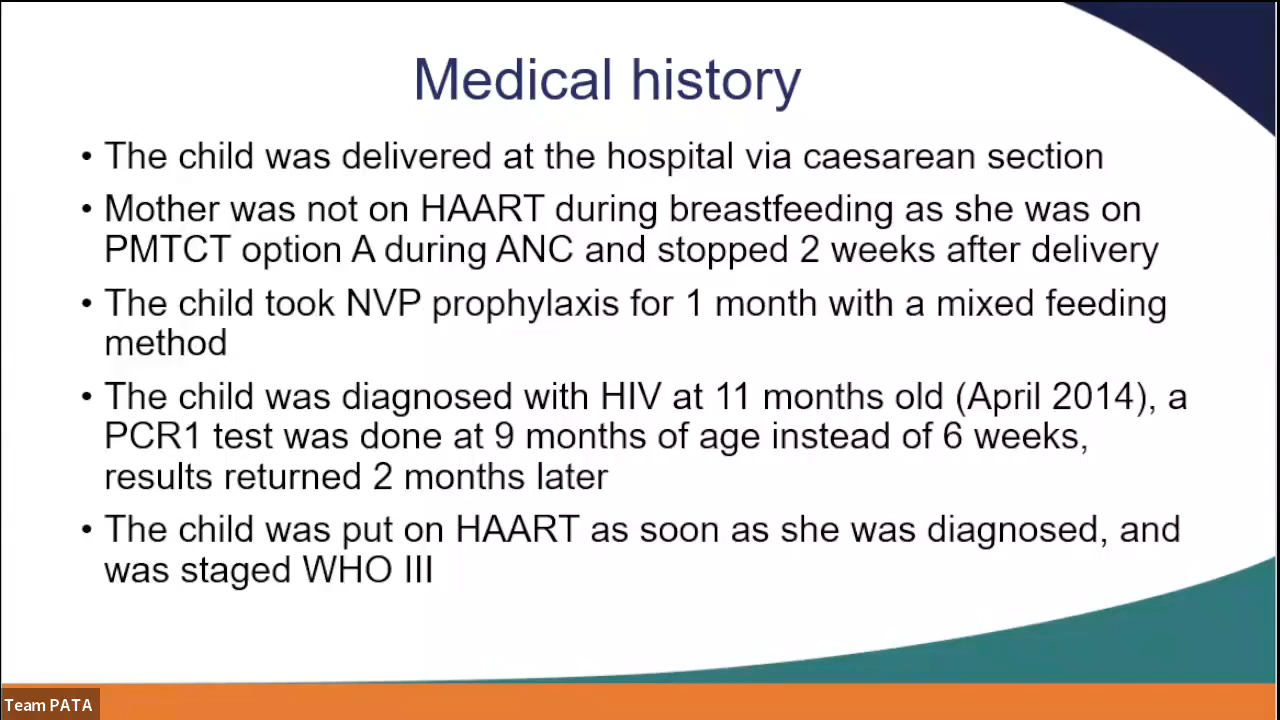 Medical history
• The child was delivered at the hospital via caesarean section
• Mother was not on HAART during breastfeeding as she was on
PMTCT option A during ANC and stopped 2 weeks after delivery
• The child took NVP prophylaxis for 1 month with a mixed feeding
method
• The child was diagnosed with HIV at 11 months old (April 2014), a
PCR1 test was done at 9 months of age instead of 6 weeks,
results returned 2 months later
• The child was put on HAART as soon as she was diagnosed, and
was staged WHO III
Team PATA